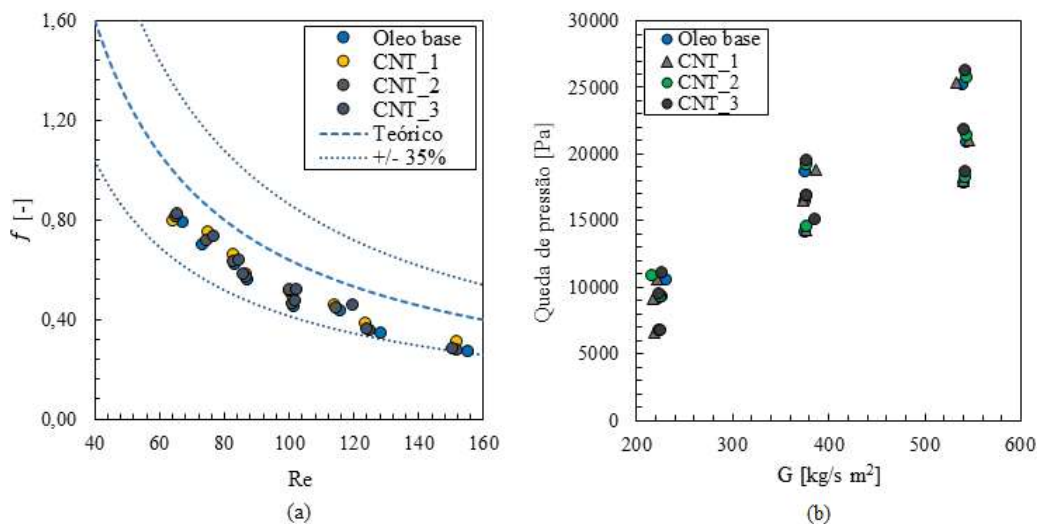 1,60
1,20
0,80
0,40
0,00
f [-]
40
60
80
100
120
140
160
Re
Oleo base
CNT_1
CNT_2
CNT_3
Teórico
+/- 35%
(a)
30000
25000
20000
15000
10000
5000
0
Queda de pressão [Pa]
200
300
400
500
600
G [kg/s m²]
Oleo base
CNT_1
CNT_2
CNT_3
(b)